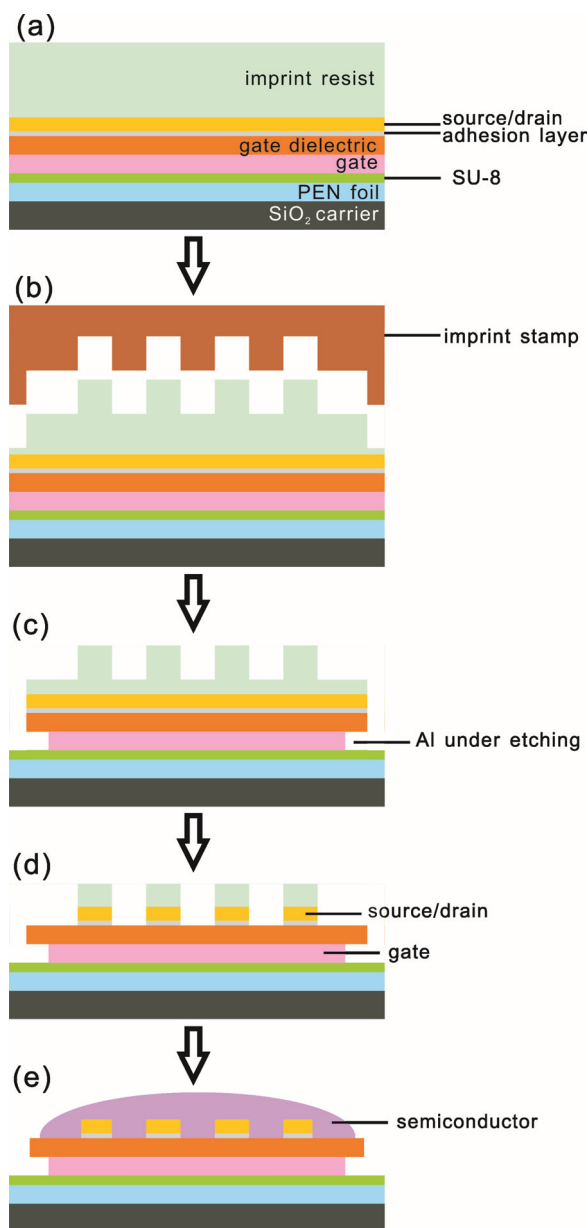 (a)
imprint resist
source/drain
adhesion layer
gate dielectric
gate
SU-8
PEN foil
SiO₂ carrier
(b)
imprint stamp
(c)
Al under etching
(d)
source/drain
gate
(e)
semiconductor